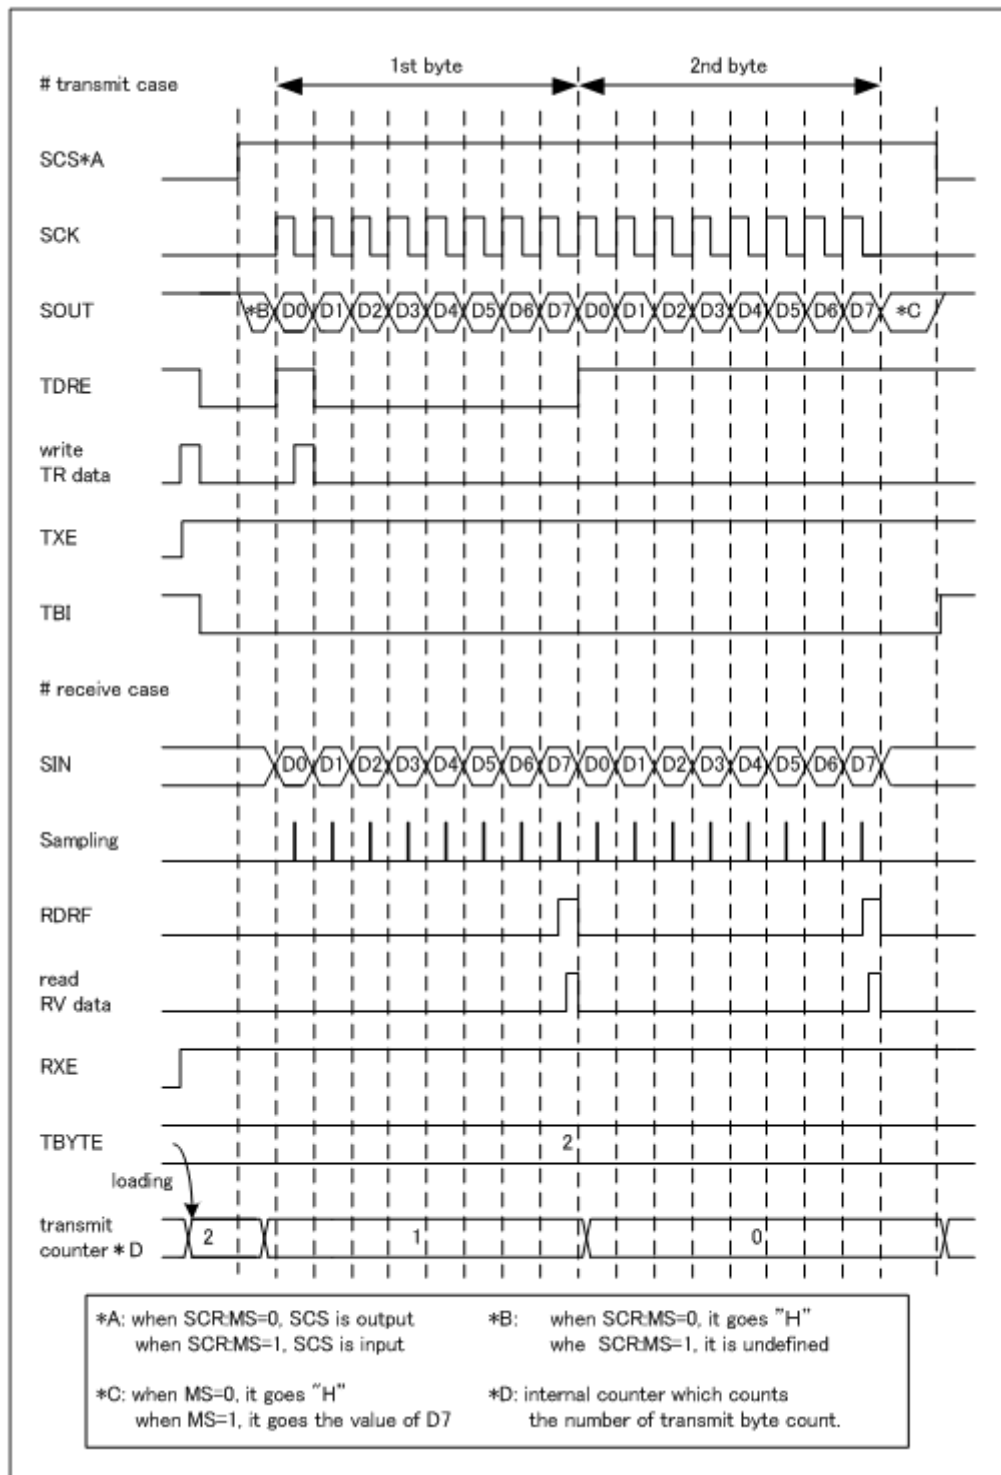 1st byte 2nd byte
# transmit case
SCS*A
SCK
SOUT *B D0 D1 D2 D3 D4 D5 D6 D7 D0 D1 D2 D3 D4 D5 D6 D7 *C
TDRE
write
TR data
TXE
TBI
# receive case
SIN D0 D1 D2 D3 D4 D5 D6 D7 D0 D1 D2 D3 D4 D5 D6 D7
Sampling
RDRF
read
RV data
RXE
TBYTE 2
loading
transmit
counter *D 2 1 0
*A: when SCR:MS=0, SCS is output
when SCR:MS=1, SCS is input
*B: when SCR:MS=0, it goes "H"
whe SCR:MS=1, it is undefined
*C: when MS=0, it goes "H"
when MS=1, it goes the value of D7
*D: internal counter which counts
the number of transmit byte count.